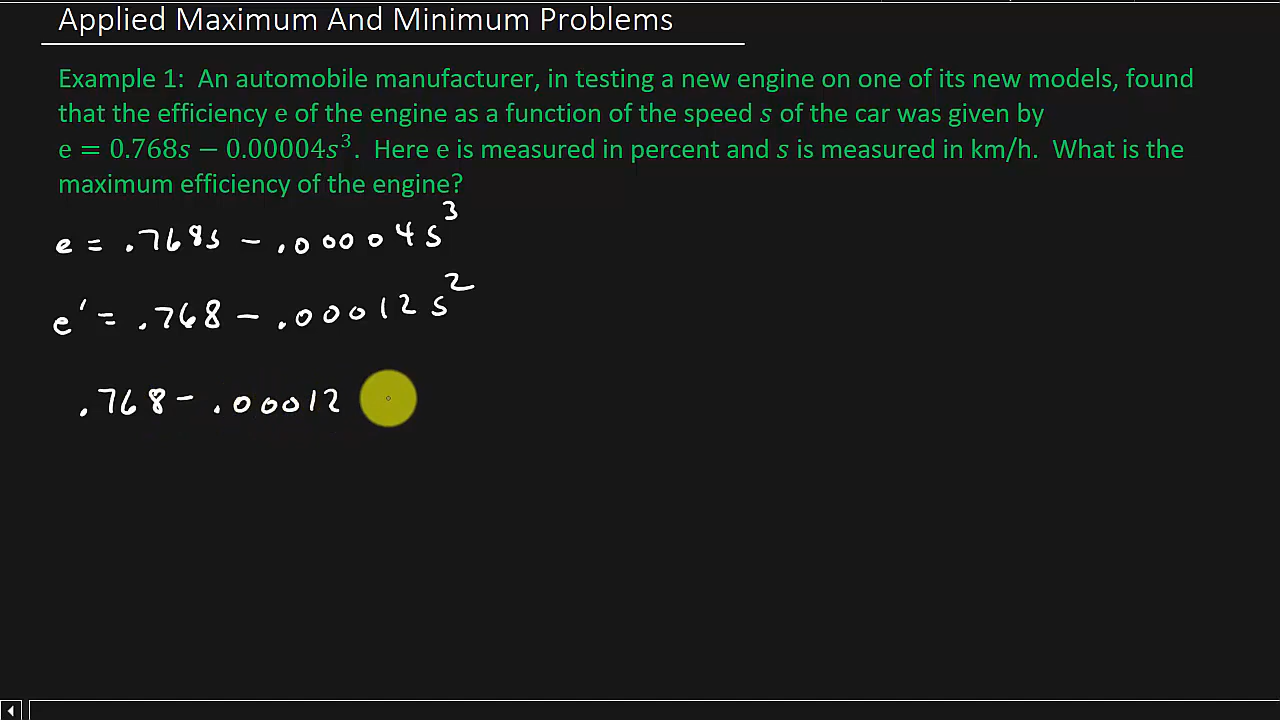 Applied Maximum And Minimum Problems
Example 1: An automobile manufacturer, in testing a new engine on one of its new models, found
that the efficiency e of the engine as a function of the speed s of the car was given by
e = 0.768s − 0.00004s³. Here e is measured in percent and s is measured in km/h. What is the
maximum efficiency of the engine?
e = .768s − .00004s³
e' = .768 − .00012s²
.768 − .00012